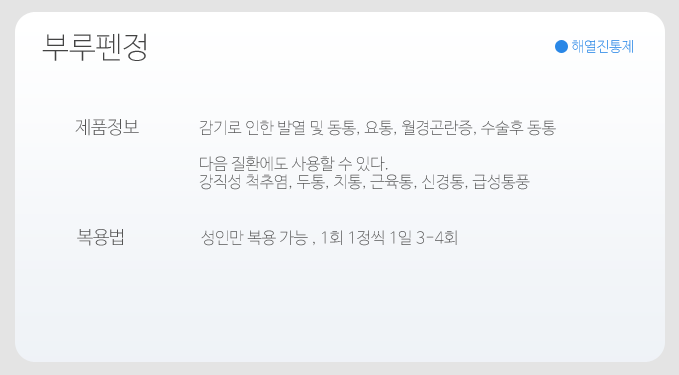 부루펜정
해열진통제
제품정보
감기로 인한 발열 및 동통, 요통, 월경곤란증, 수술후 동통
다음 질환에도 사용할 수 있다.
강직성 척추염, 두통, 치통, 근육통, 신경통, 급성통풍
복용법
성인만 복용 가능 , 1회 1정씩 1일 3-4회